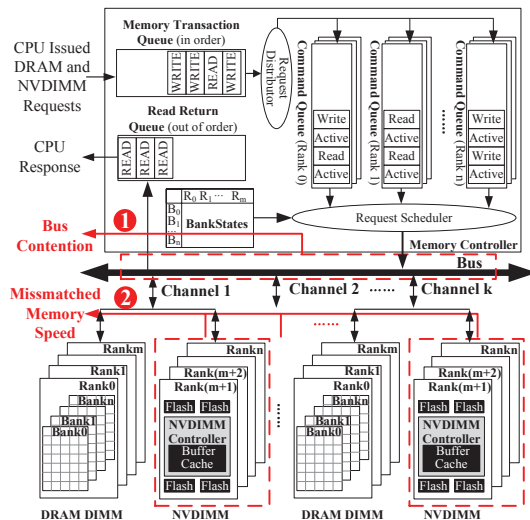 CPU Issued
DRAM and
NVDIMM
Requests
Memory Transaction
Queue (in order)
WRITE
WRITE
READ
WRITE
Request
Distributor
Command Queue (Rank 0)
Write
Active
Read
Active
Command Queue (Rank 1)
Read
Active
Read
Active
......
Command Queue (Rank n)
Write
Active
Write
Active
Read Return
Queue (out of order)
READ
READ
READ
CPU
Response
R0 R1 ··· Rm
B0
B1
...
Bn
BankStates
Request Scheduler
Memory Controller
1
Bus
Contention
Bus
Channel 1
Channel 2
......
Channel k
2
Missmatched
Memory
Speed
......
Rankm
Rank1
Rank0
Bankn
Bank1
Bank0
DRAM DIMM
Rankn
Rank(m+2)
Rank(m+1)
Flash Flash
NVDIMM
Controller
Buffer
Cache
Flash Flash
NVDIMM
......
Rankm
Rank1
Rank0
Bankn
Bank1
Bank0
DRAM DIMM
Rankn
Rank(m+2)
Rank(m+1)
Flash Flash
NVDIMM
Controller
Buffer
Cache
Flash Flash
NVDIMM